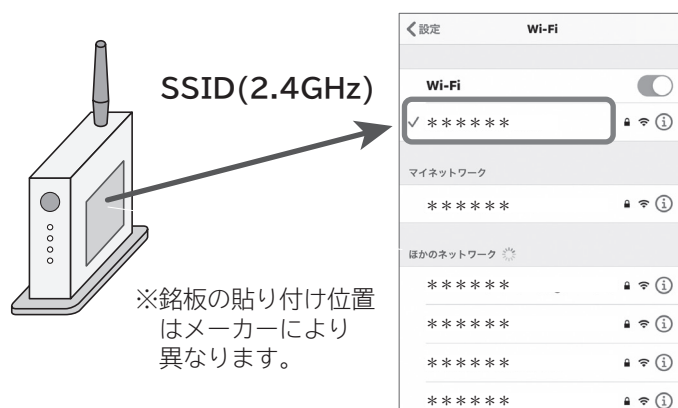 設定 Wi-Fi
SSID(2.4GHz)
Wi-Fi
******
マイネットワーク
******
ほかのネットワーク
******
******
******
******
※銘板の貼り付け位置
はメーカーにより
異なります。